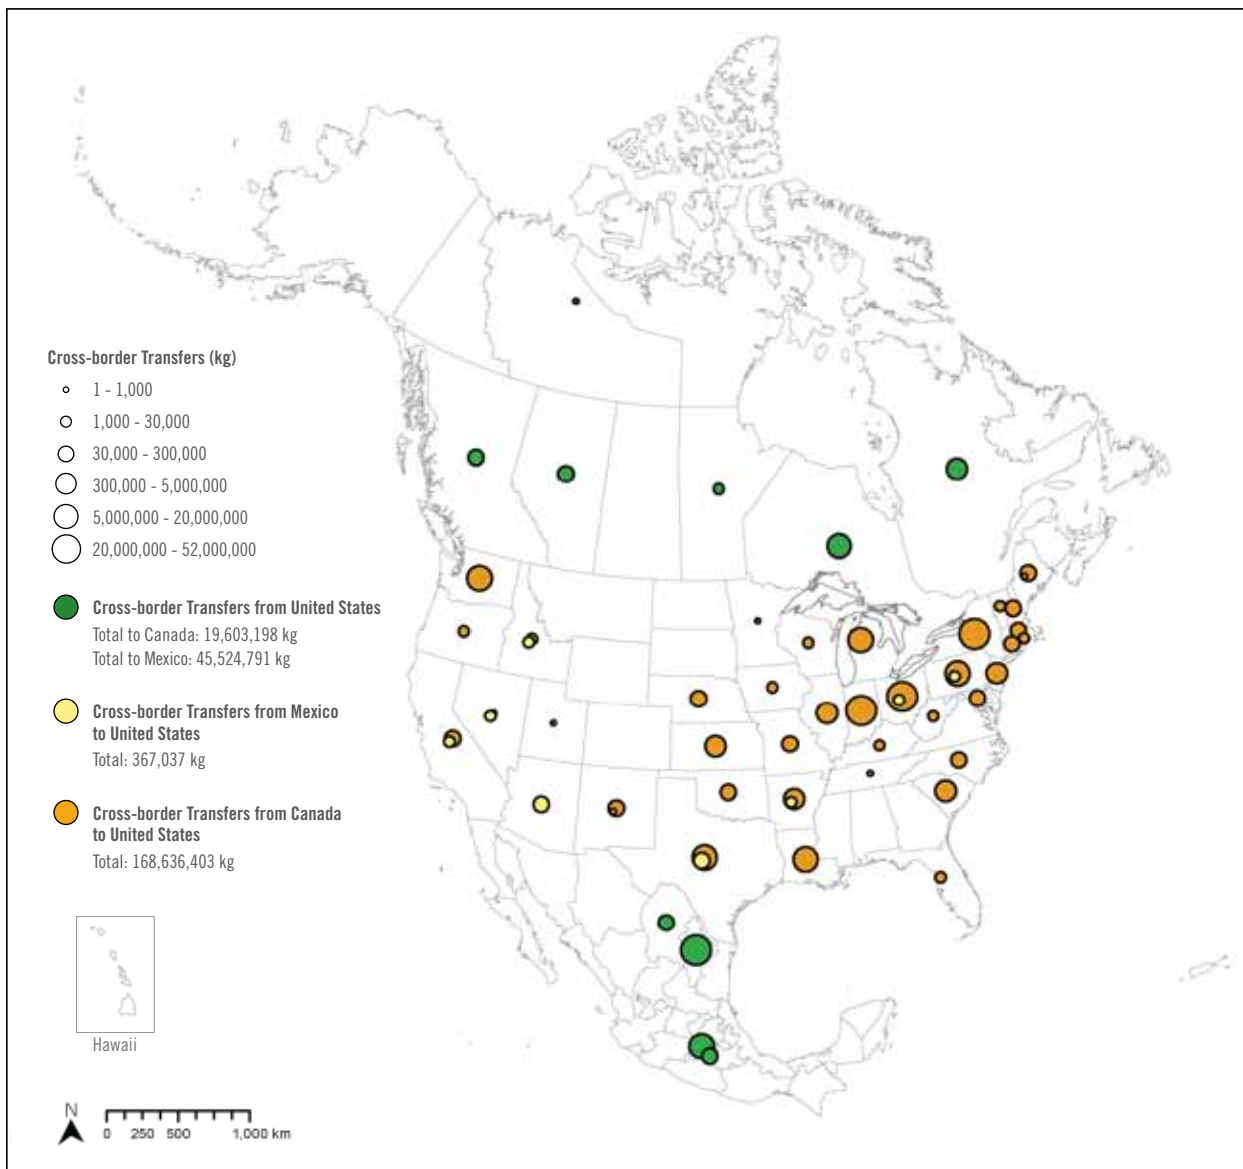 Cross-border Transfers (kg)
1 - 1,000
1,000 - 30,000
30,000 - 300,000
300,000 - 5,000,000
5,000,000 - 20,000,000
20,000,000 - 52,000,000
Cross-border Transfers from United States
Total to Canada: 19,603,198 kg
Total to Mexico: 45,524,791 kg
Cross-border Transfers from Mexico
to United States
Total: 367,037 kg
Cross-border Transfers from Canada
to United States
Total: 168,636,403 kg
Hawaii
N
0 250 500 1,000 km